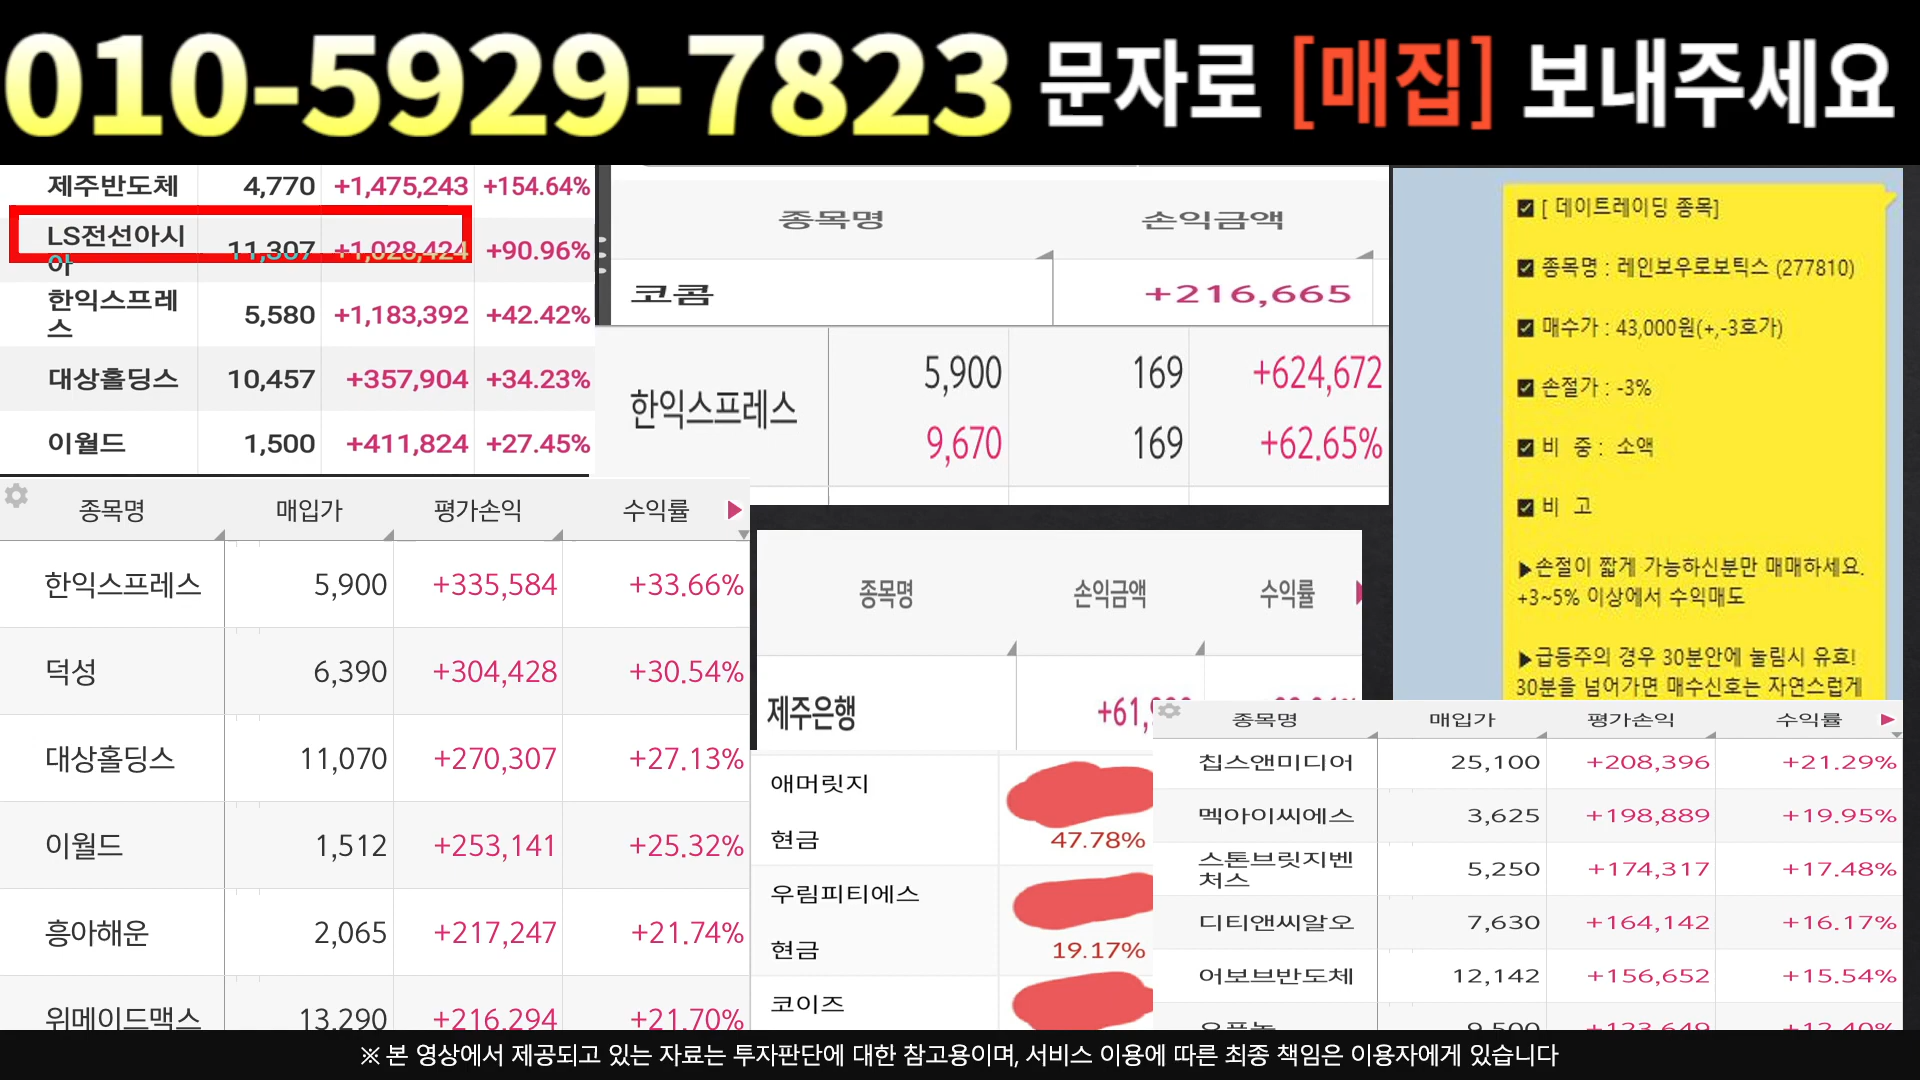 010-5929-7823 문자로 [매집] 보내주세요
제주반도체 4,770 +1,475,243 +154.64%
LS전선아시아 11,307 +1,028,424 +90.96%
한익스프레스 5,580 +1,183,392 +42.42%
대상홀딩스 10,457 +357,904 +34.23%
이월드 1,500 +411,824 +27.45%
종목명 손익금액
코콤 +216,665
한익스프레스 5,900 169 +624,672
9,670 169 +62.65%
☑ [ 데이트레이딩 종목]
☑ 종목명 : 레인보우로보틱스 (277810)
☑ 매수가 : 43,000원(+,-3호가)
☑ 손절가 : -3%
☑ 비 중 : 소액
☑ 비 고
▶손절이 짧게 가능하신분만 매매하세요.
+3~5% 이상에서 수익매도
▶급등주의 경우 30분안에 눌림시 유효!
30분을 넘어가면 매수신호는 자연스럽게
종목명 매입가 평가손익 수익률
한익스프레스 5,900 +335,584 +33.66%
덕성 6,390 +304,428 +30.54%
대상홀딩스 11,070 +270,307 +27.13%
이월드 1,512 +253,141 +25.32%
흥아해운 2,065 +217,247 +21.74%
위메이드맥스 13,290 +216,294 +21.70%
종목명 손익금액 수익률
제주은행 +61,
애머릿지
현금 47.78%
우림피티에스
현금 19.17%
코이즈
종목명 매입가 평가손익 수익률
칩스앤미디어 25,100 +208,396 +21.29%
멕아이씨에스 3,625 +198,889 +19.95%
스톤브릿지벤처스 5,250 +174,317 +17.48%
디티앤씨알오 7,630 +164,142 +16.17%
어보브반도체 12,142 +156,652 +15.54%
9,500 +123,649 +12.40%
※ 본 영상에서 제공되고 있는 자료는 투자판단에 대한 참고용이며, 서비스 이용에 따른 최종 책임은 이용자에게 있습니다